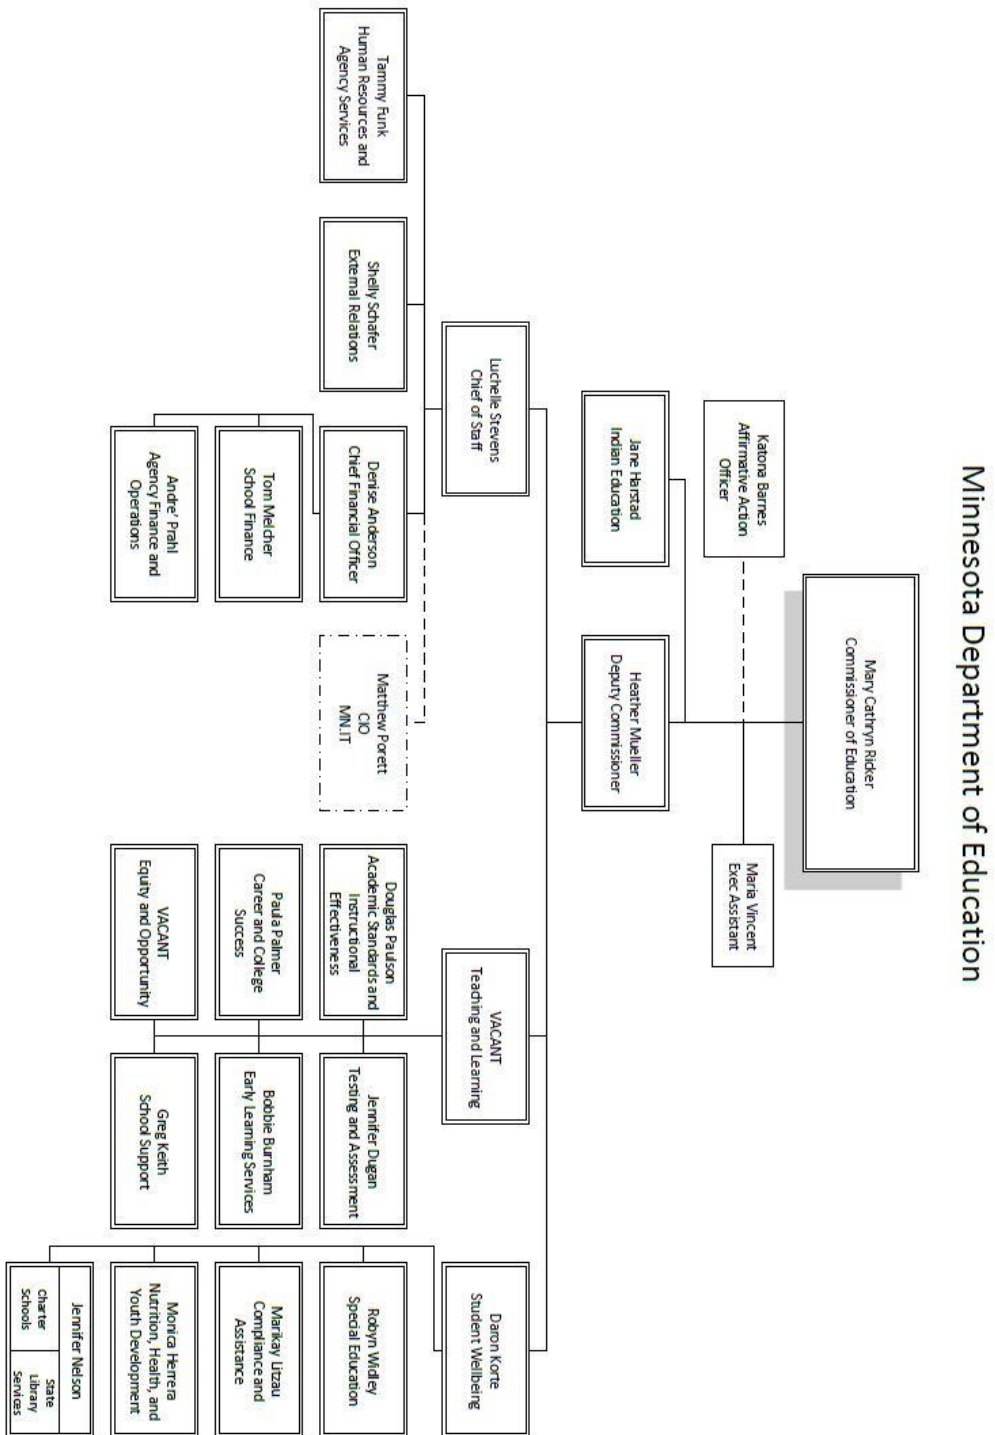 Minnesota Department of Education
Mary Cathryn Ricker
Commissioner of Education
Katona Barnes
Affirmative Action
Officer
Maria Vincent
Exec Assistant
Jane Harstad
Indian Education
Heather Mueller
Deputy Commissioner
Luchelle Stevens
Chief of Staff
VACANT
Teaching and Learning
Daron Korte
Student Wellbeing
Tammy Funk
Human Resources and
Agency Services
Shelly Schafer
External Relations
Denise Anderson
Chief Financial Officer
Matthew Porett
CIO
MN.IT
Douglas Paulson
Academic Standards and
Instructional
Effectiveness
Jennifer Dugan
Testing and Assessment
Robyn Widley
Special Education
Tom Melcher
School Finance
Paula Palmer
Career and College
Success
Bobbie Burnham
Early Learning Services
Marikay Litzau
Compliance and
Assistance
Andre’ Prahl
Agency Finance and
Operations
VACANT
Equity and Opportunity
Greg Keith
School Support
Monica Herrera
Nutrition, Health, and
Youth Development
Jennifer Nelson
Charter
Schools
State
Library
Services